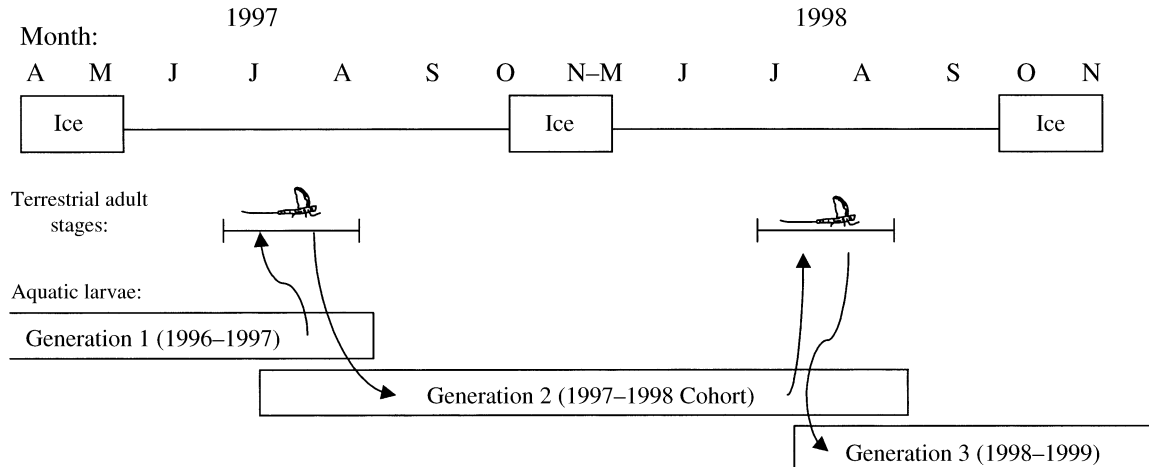 1997 1998
Month:
A M J J A S O N–M J J A S O N
Ice Ice Ice
Terrestrial adult
stages:
Aquatic larvae:
Generation 1 (1996–1997)
Generation 2 (1997–1998 Cohort)
Generation 3 (1998–1999)